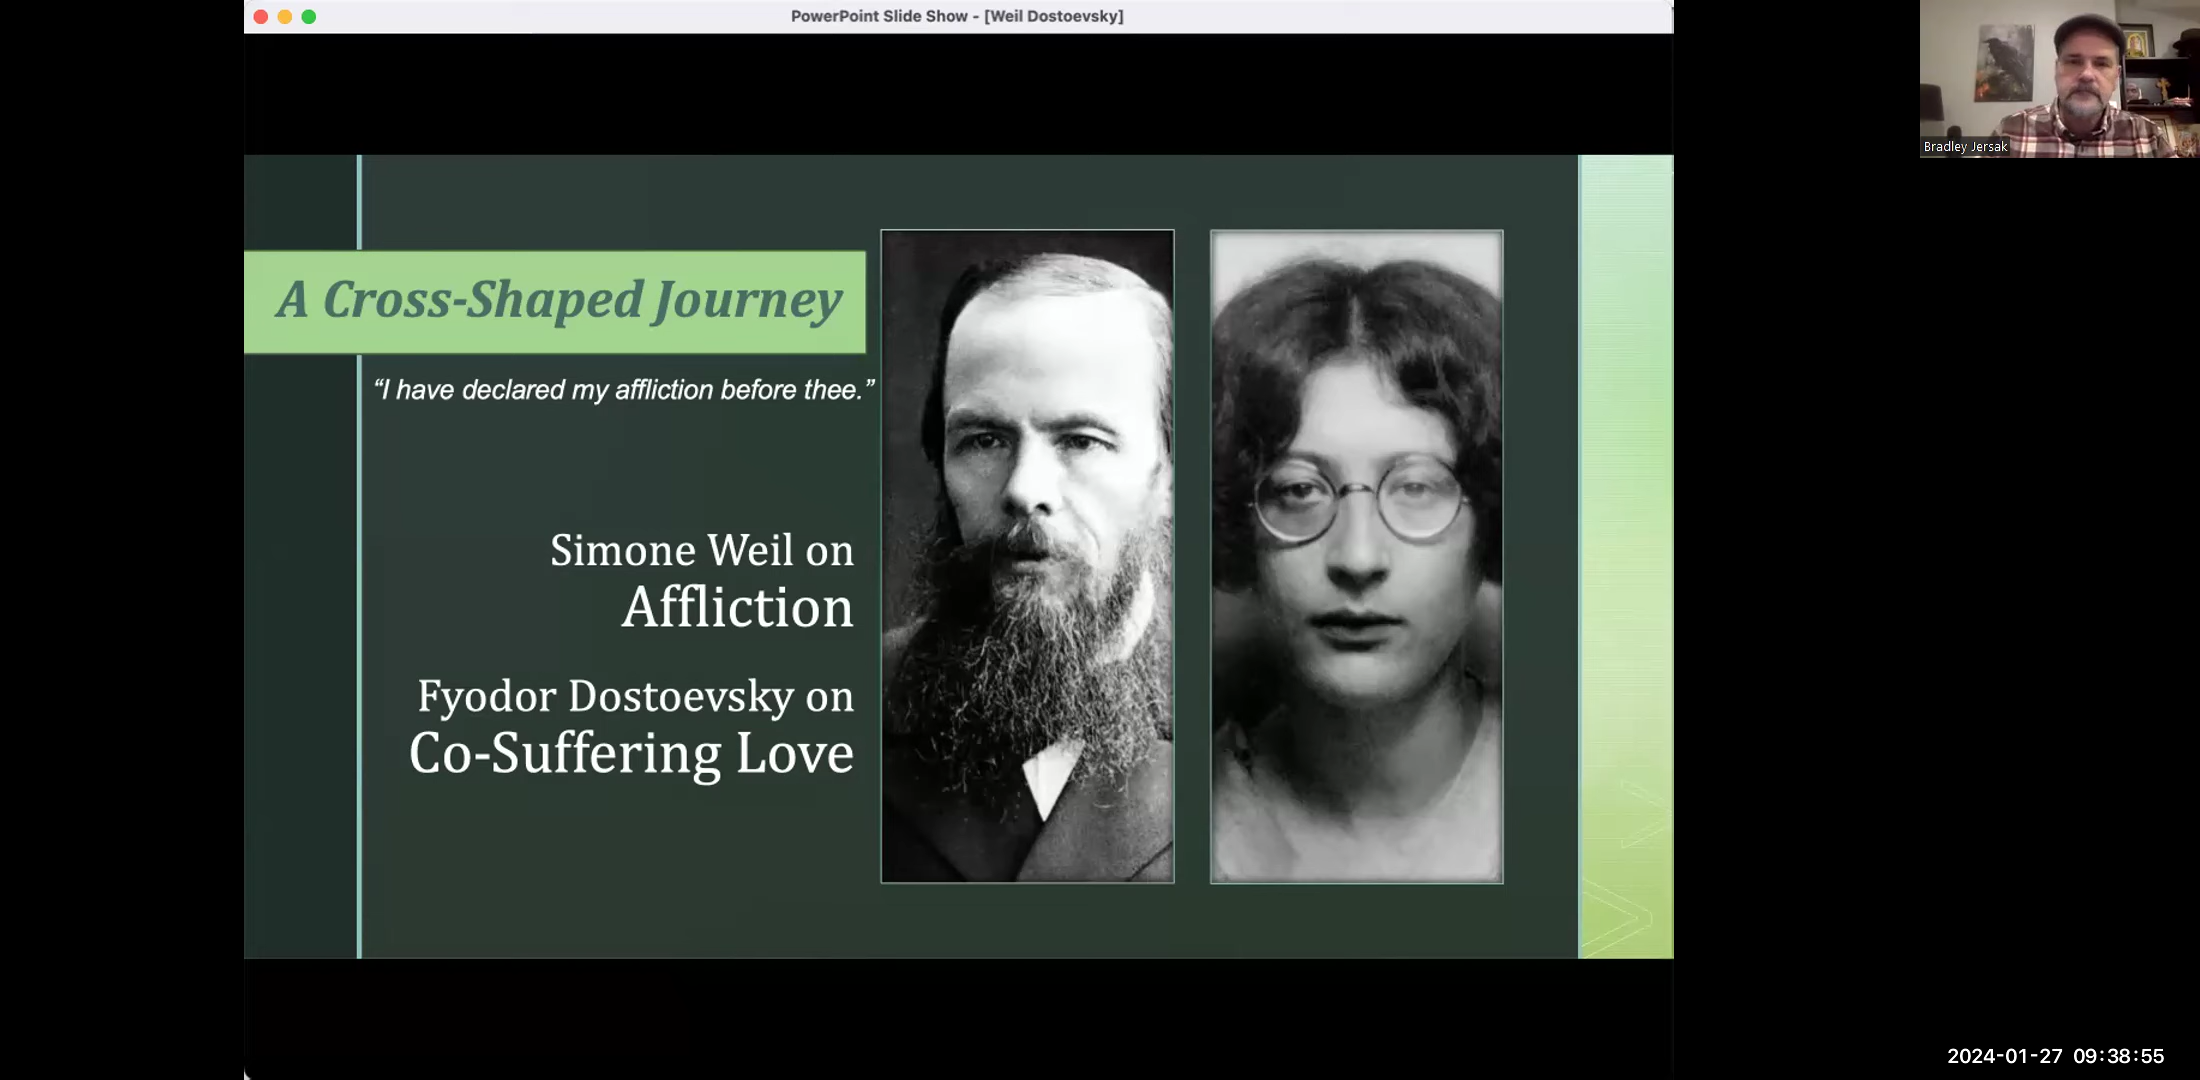 PowerPoint Slide Show - [Weil Dostoevsky]
Bradley Jersak
A Cross-Shaped Journey
“I have declared my affliction before thee.”
Simone Weil on
Affliction
Fyodor Dostoevsky on
Co-Suffering Love
2024-01-27 09:38:55